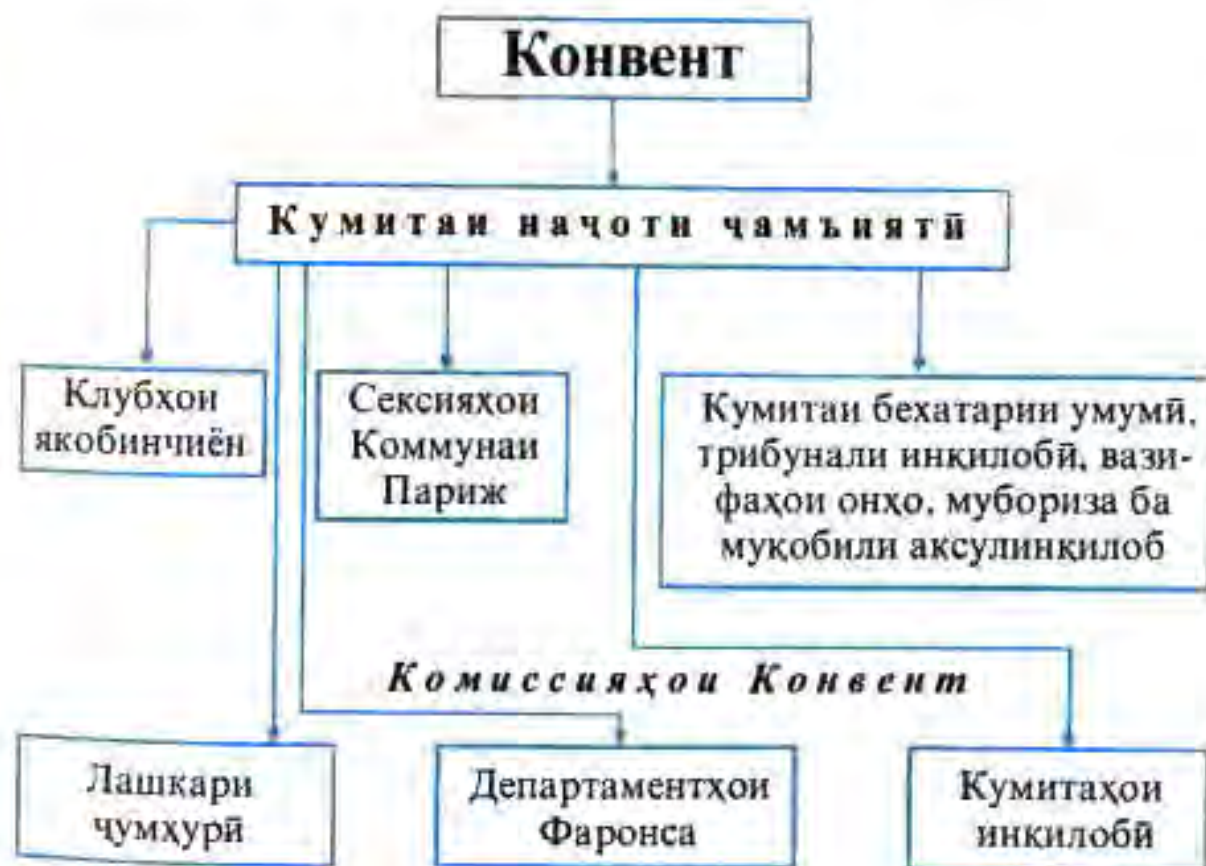 Конвент
Кумитаи наҷоти ҷамъиятӣ
Клубҳои
якобинчиён
Сексияҳои
Коммунаи
Париж
Кумитаи бехатарии умумӣ,
трибунали инқилобӣ, вази-
фаҳои онҳо, мубориза ба
муқобили аксулинқилоб
Комиссияҳои Конвент
Лашкари
ҷумҳурӣ
Департаментҳои
Фаронса
Кумитаҳои
инқилобӣ